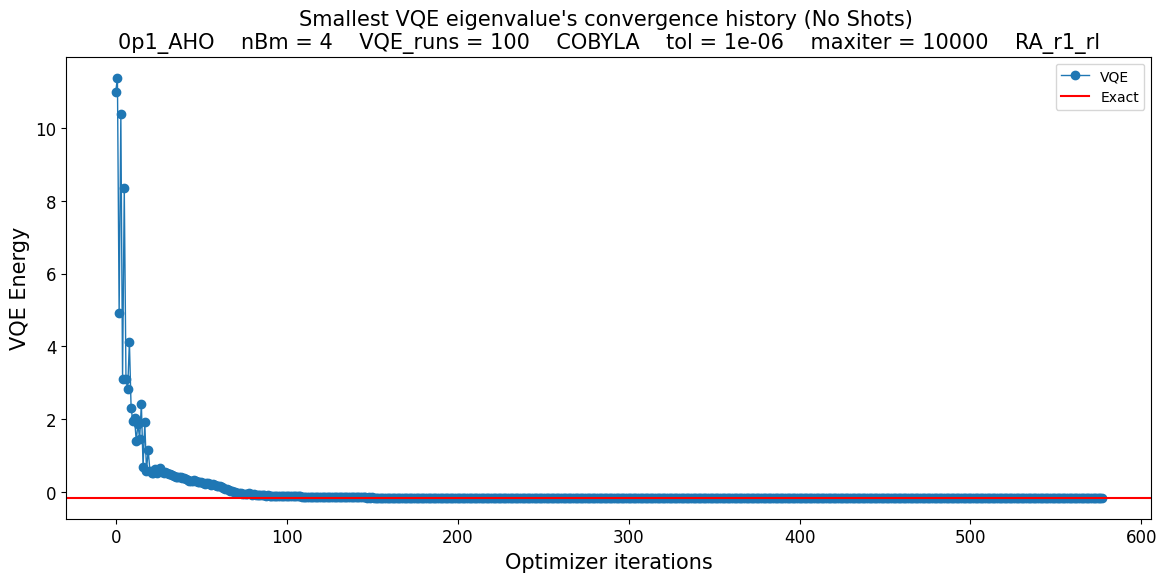 Smallest VQE eigenvalue's convergence history (No Shots)
0p1_AHO    nBm = 4    VQE_runs = 100    COBYLA    tol = 1e-06    maxiter = 10000    RA_r1_rl
VQE
Exact
VQE Energy
10
8
6
4
2
0
0
100
200
300
400
500
600
Optimizer iterations